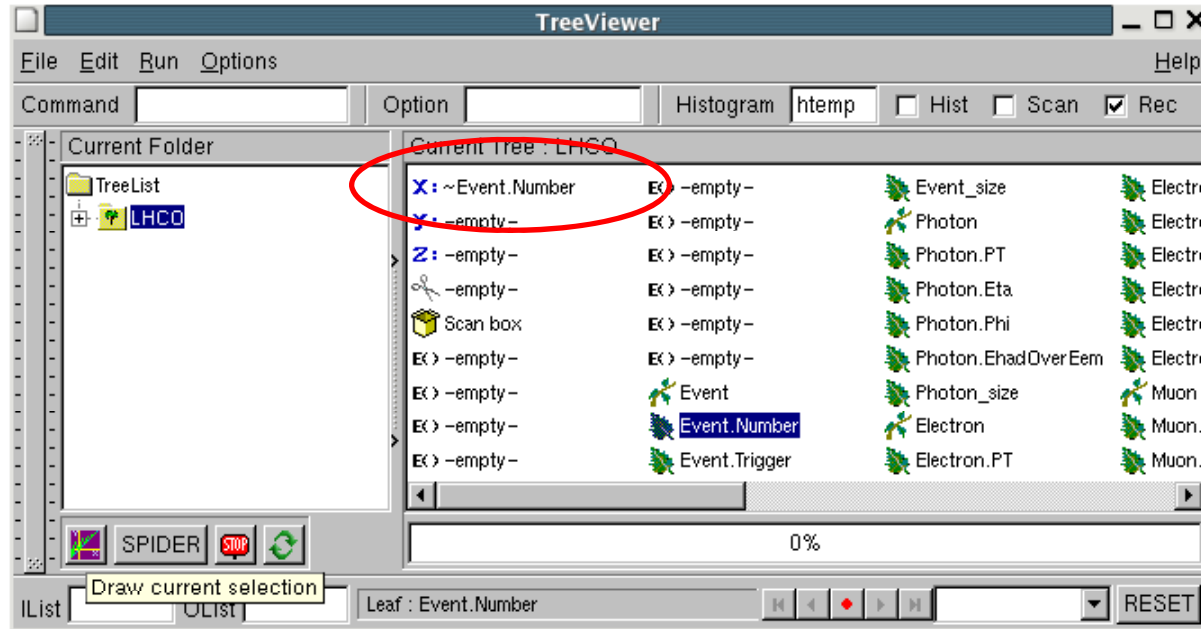 TreeViewer
File Edit Run Options Help
Command Option Histogram htemp Hist Scan Rec
Current Folder
TreeList
LHCO
Current Tree : LHCO
X: ~Event.Number E() -empty- Event_size
Y: -empty- E() -empty- Photon
Z: -empty- E() -empty- Photon.PT
-empty- E() -empty- Photon.Eta
Scan box E() -empty- Photon.Phi
E() -empty- E() -empty- Photon.EhadOverEem
E() -empty- Event Photon_size Muon
E() -empty- Event.Number Electron Muon.
E() -empty- Event.Trigger Electron.PT Muon.
SPIDER STOP 0%
Draw current selection
IList OList Leaf : Event.Number RESET